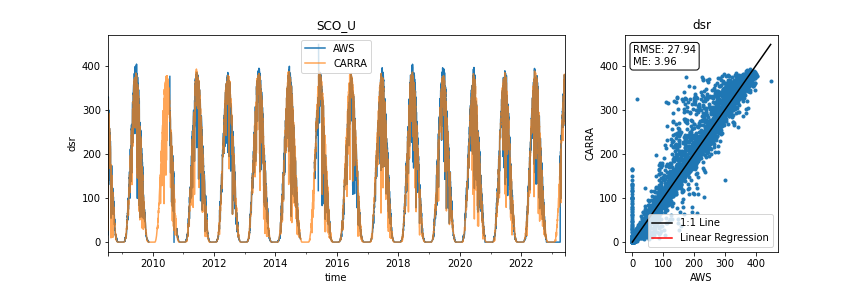 SCO_U
dsr
AWS
CARRA
RMSE: 27.94
ME: 3.96
400
300
200
100
0
dsr
2010
2012
2014
2016
2018
2020
2022
time
400
300
200
100
0
CARRA
1:1 Line
Linear Regression
0
100
200
300
400
AWS